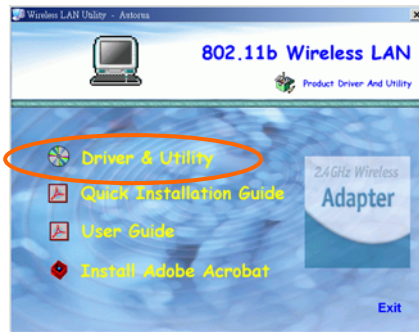 Wireless LAN Utility - Astorua
802.11b Wireless LAN
Product Driver And Utility
Driver & Utility
Quick Installation Guide
User Guide
Install Adobe Acrobat
2.4GHz Wireless
Adapter
Exit